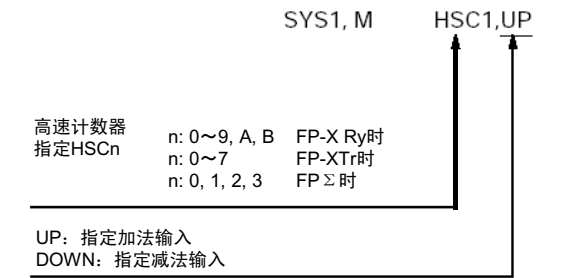 SYS1, M HSC1,UP
高速计数器
指定HSCn
n: 0～9, A, B FP-X Ry时
n: 0～7 FP-XTr时
n: 0, 1, 2, 3 FPΣ时
UP：指定加法输入
DOWN：指定减法输入